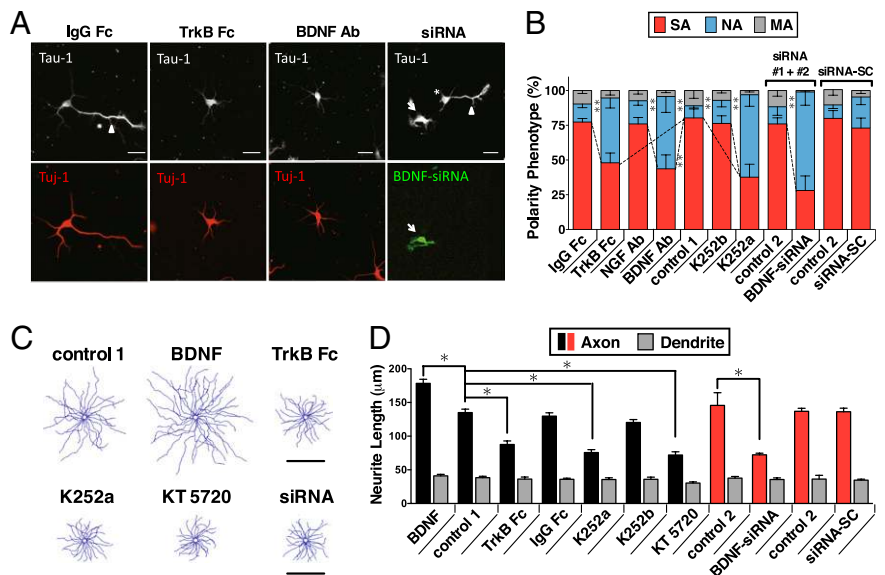 A
IgG Fc
TrkB Fc
BDNF Ab
siRNA
Tau-1
Tau-1
Tau-1
Tau-1
*
Tuj-1
Tuj-1
Tuj-1
BDNF-siRNA
B
SA
NA
MA
siRNA
#1 + #2
siRNA-SC
Polarity Phenotype (%)
100
75
50
25
0
**
**
**
**
**
**
**
IgG Fc
TrkB Fc
NGF Ab
BDNF Ab
control 1
K252b
K252a
control 2
BDNF-siRNA
control 2
siRNA-SC
C
control 1
BDNF
TrkB Fc
K252a
KT 5720
siRNA
D
Axon
Dendrite
Neurite Length (μm)
200
150
100
50
0
*
*
*
*
*
BDNF
control 1
TrkB Fc
IgG Fc
K252a
K252b
KT 5720
control 2
BDNF-siRNA
control 2
siRNA-SC